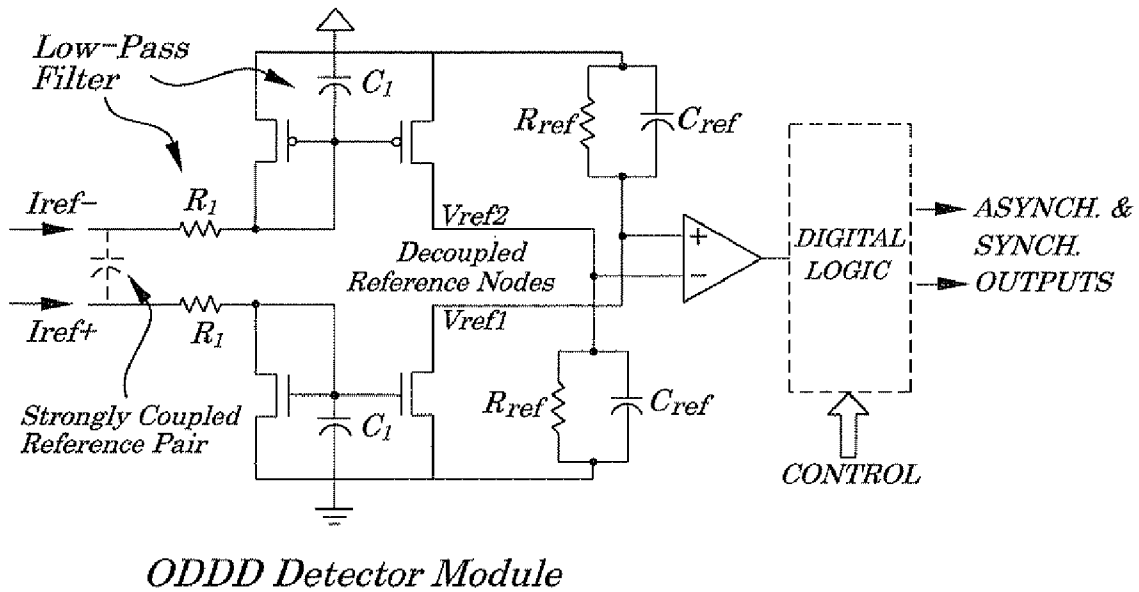 Low-Pass
Filter
C1
Rref
Cref
Iref-
R1
Vref2
Decoupled
Reference Nodes
+
-
DIGITAL
LOGIC
ASYNCH. &
SYNCH.
OUTPUTS
Iref+
R1
Vref1
Strongly Coupled
Reference Pair
C1
Rref
Cref
CONTROL
ODDD Detector Module